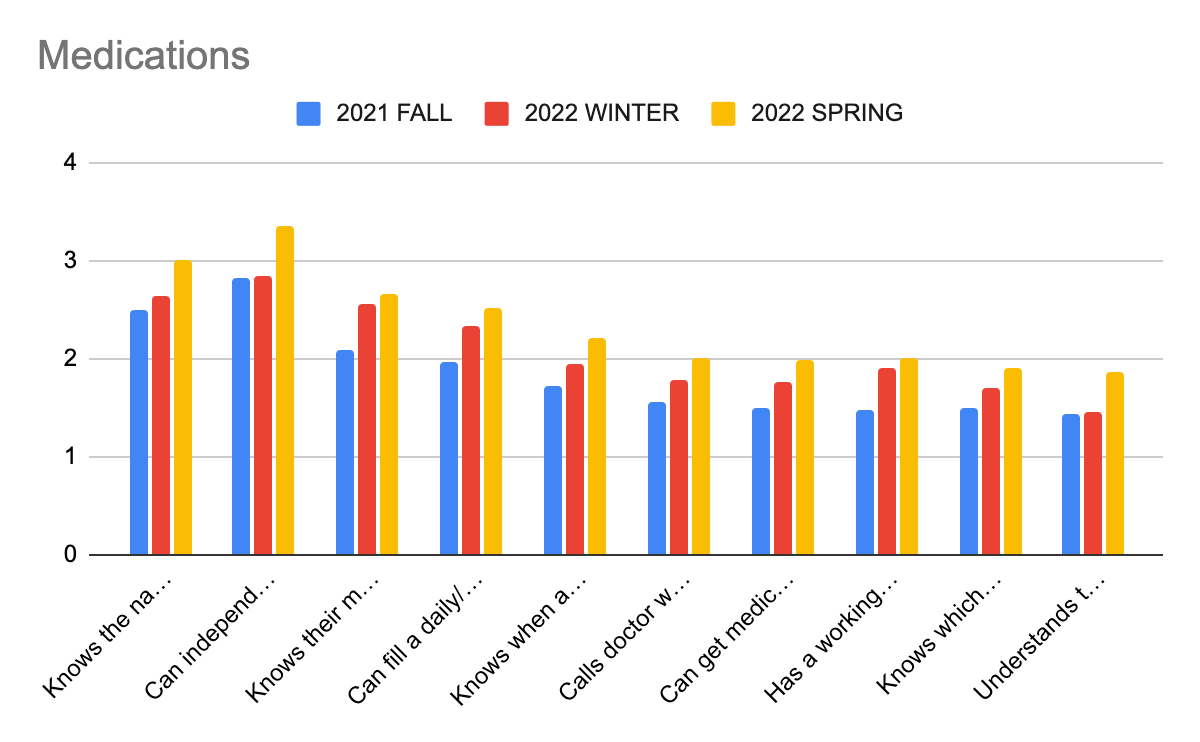 Medications
2021 FALL 2022 WINTER 2022 SPRING
4
3
2
1
0
Knows the na…
Can independ…
Knows their m…
Can fill a daily/…
Knows when a…
Calls doctor w…
Can get medic…
Has a working…
Knows which…
Understands t…